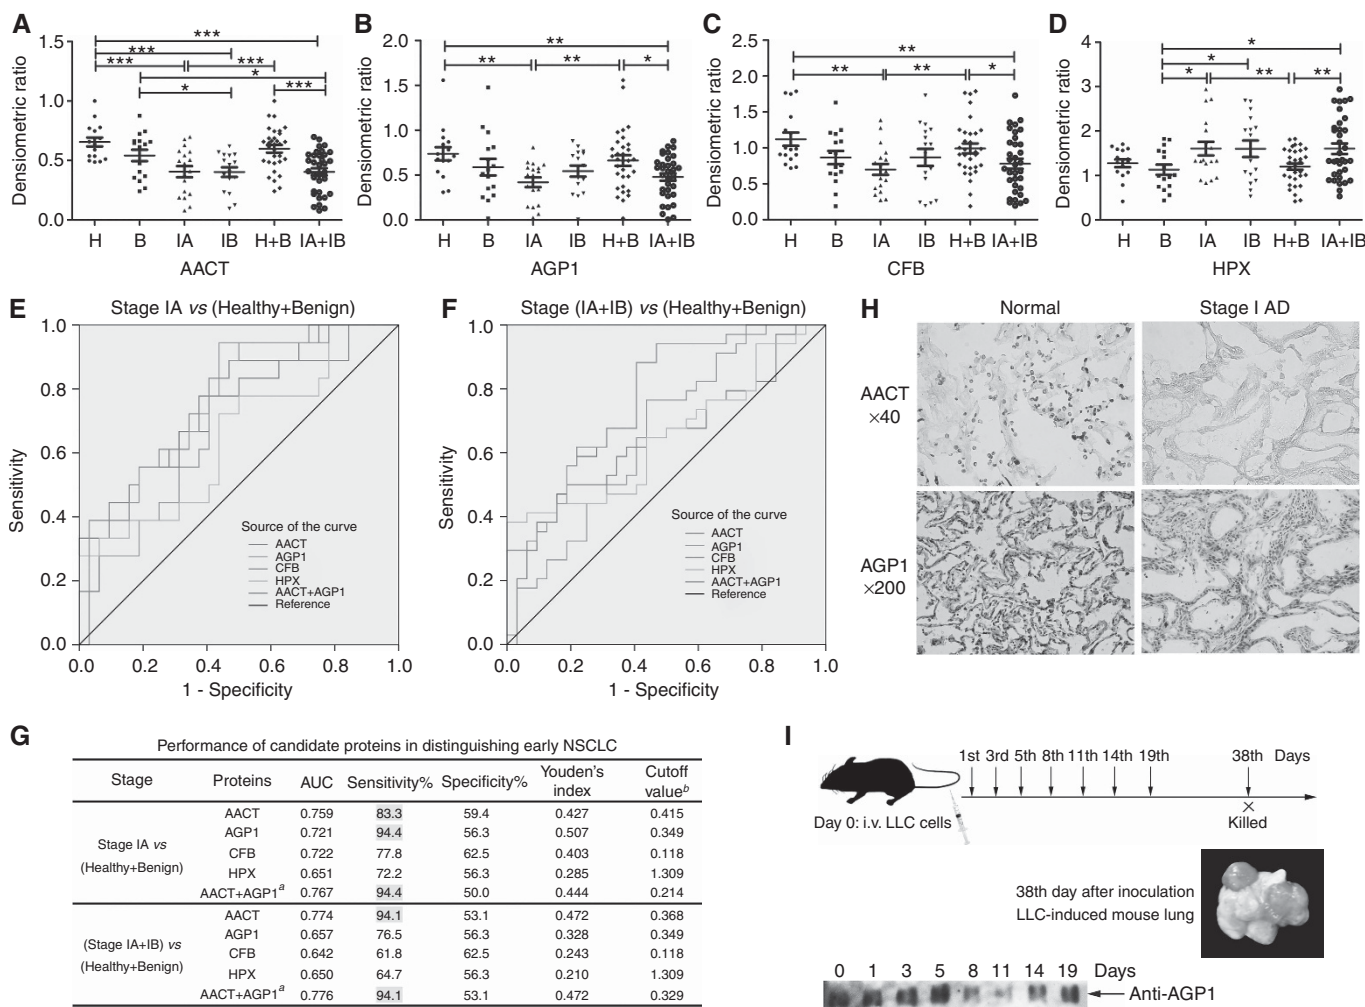 A
Densiometric ratio
1.5
1.0
0.5
0.0
***
***
*** ***
*
*
***
H B IA IB H+B IA+IB
AACT
B
Densiometric ratio
2.0
1.5
1.0
0.5
0.0
**
** ** *
H B IA IB H+B IA+IB
AGP1
C
Densiometric ratio
2.5
2.0
1.5
1.0
0.5
0.0
**
** ** *
H B IA IB H+B IA+IB
CFB
D
Densiometric ratio
4
3
2
1
0
*
*
* ** **
H B IA IB H+B IA+IB
HPX
E
Stage IA vs (Healthy+Benign)
Sensitivity
1.0
0.8
0.6
0.4
0.2
0.0
0.0 0.2 0.4 0.6 0.8 1.0
1 - Specificity
Source of the curve
AACT
AGP1
CFB
HPX
AACT+AGP1
Reference
F
Stage (IA+IB) vs (Healthy+Benign)
Sensitivity
1.0
0.8
0.6
0.4
0.2
0.0
0.0 0.2 0.4 0.6 0.8 1.0
1 - Specificity
Source of the curve
AACT
AGP1
CFB
HPX
AACT+AGP1
Reference
H
Normal Stage I AD
AACT
×40
AGP1
×200
G
Performance of candidate proteins in distinguishing early NSCLC
Stage Proteins AUC Sensitivity% Specificity% Youden's index Cutoff value^b
Stage IA vs (Healthy+Benign)
AACT 0.759 83.3 59.4 0.427 0.415
AGP1 0.721 94.4 56.3 0.507 0.349
CFB 0.722 77.8 62.5 0.403 0.118
HPX 0.651 72.2 56.3 0.285 1.309
AACT+AGP1^a 0.767 94.4 50.0 0.444 0.214
(Stage IA+IB) vs (Healthy+Benign)
AACT 0.774 94.1 53.1 0.472 0.368
AGP1 0.657 76.5 56.3 0.328 0.349
CFB 0.642 61.8 62.5 0.243 0.118
HPX 0.650 64.7 56.3 0.210 1.309
AACT+AGP1^a 0.776 94.1 53.1 0.472 0.329
I
1st 3rd 5th 8th 11th 14th 19th 38th Days
Day 0: i.v. LLC cells
×
Killed
38th day after inoculation
LLC-induced mouse lung
0 1 3 5 8 11 14 19 Days
Anti-AGP1